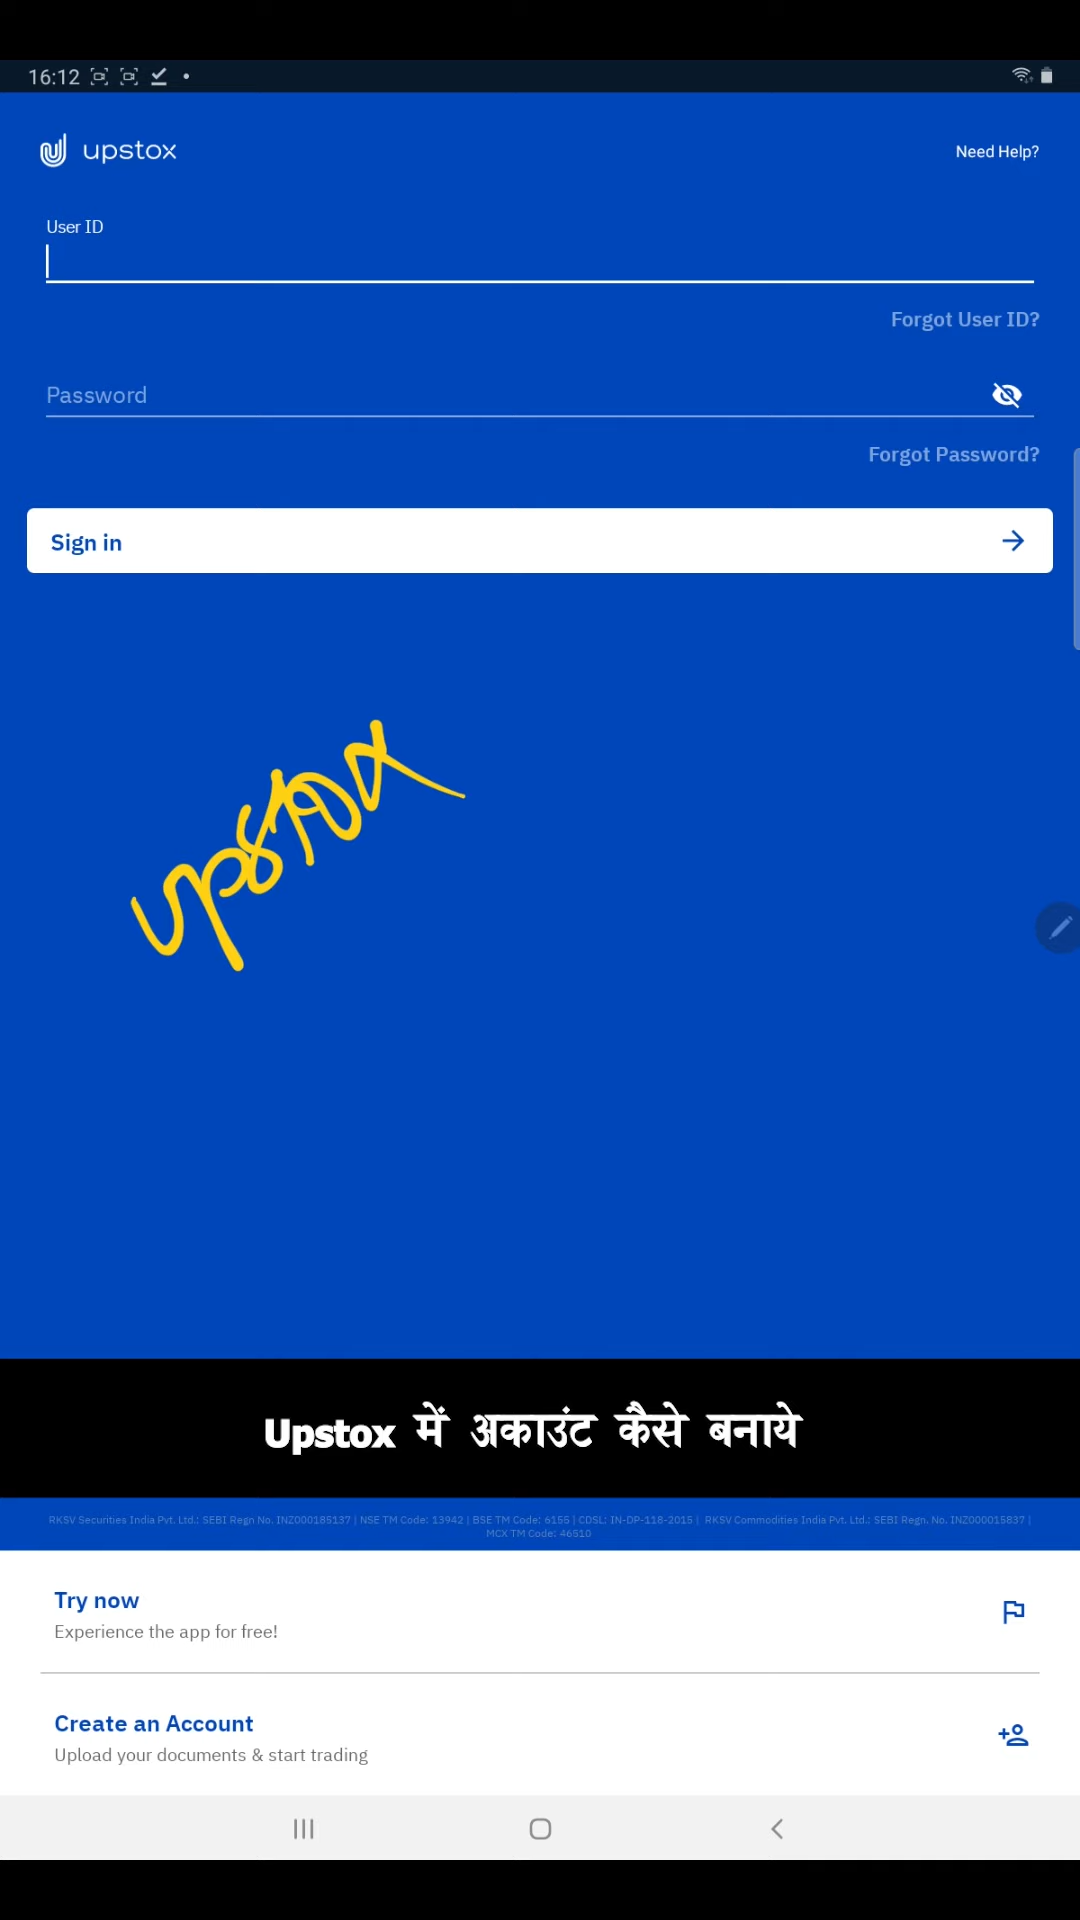 16:12
upstox
Need Help?
User ID
Forgot User ID?
Password
Forgot Password?
Sign in
upstox
Upstox में अकाउंट कैसे बनाये
RKSV Securities India Pvt. Ltd.: SEBI Regn No. INZ000185137 | NSE TM Code: 13942 | BSE TM Code: 6155 | CDSL: IN-DP-118-2015 | RKSV Commodities India Pvt. Ltd.: SEBI Regn. No. INZ000015837 |
MCX TM Code: 46510
Try now
Experience the app for free!
Create an Account
Upload your documents & start trading